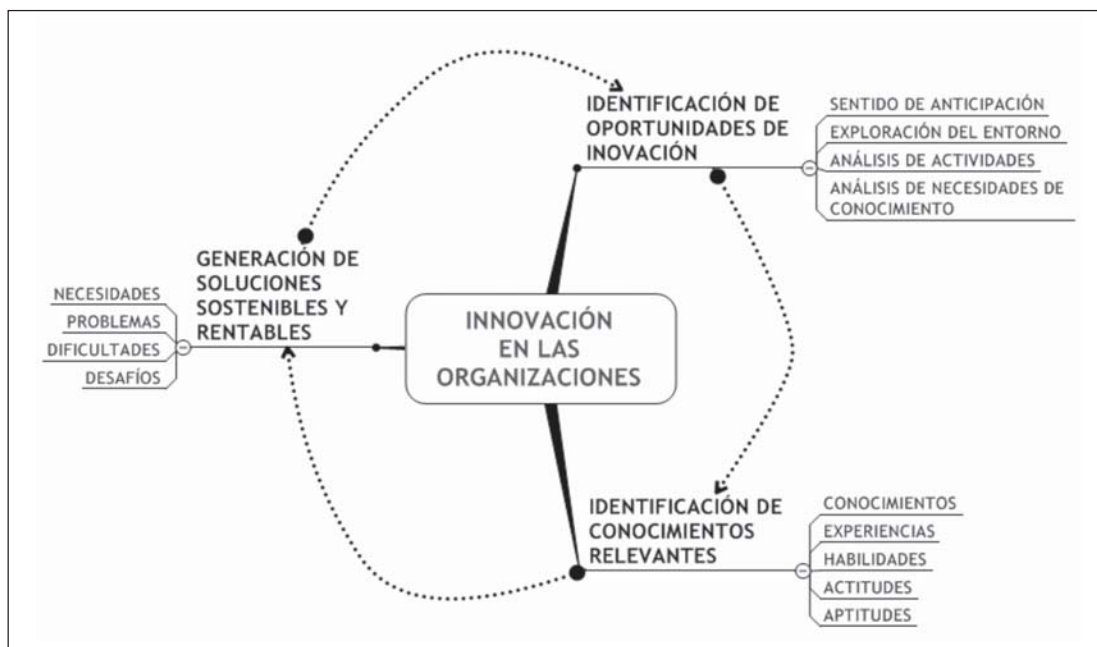 IDENTIFICACIÓN DE
OPORTUNIDADES DE
INOVACIÓN
SENTIDO DE ANTICIPACIÓN
EXPLORACIÓN DEL ENTORNO
ANÁLISIS DE ACTIVIDADES
ANÁLISIS DE NECESIDADES DE
CONOCIMIENTO
GENERACIÓN DE
SOLUCIONES
SOSTENIBLES Y
RENTABLES
NECESIDADES
PROBLEMAS
DIFICULTADES
DESAFÍOS
INNOVACIÓN
EN LAS
ORGANIZACIONES
IDENTIFICACIÓN DE
CONOCIMIENTOS
RELEVANTES
CONOCIMIENTOS
EXPERIENCIAS
HABILIDADES
ACTITUDES
APTITUDES